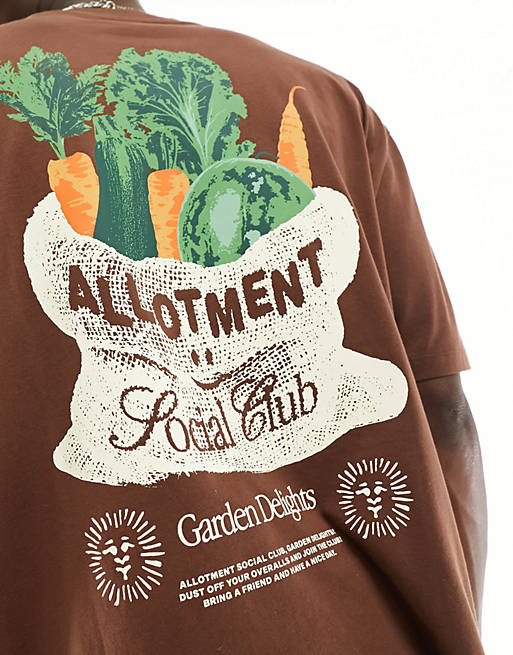 ALLOTMENT
Social Club
Garden Delights
ALLOTMENT SOCIAL CLUB, GARDEN DELIGHTS!
DUST OFF YOUR OVERALLS AND JOIN THE CLUB!
BRING A FRIEND AND HAVE A NICE DAY.